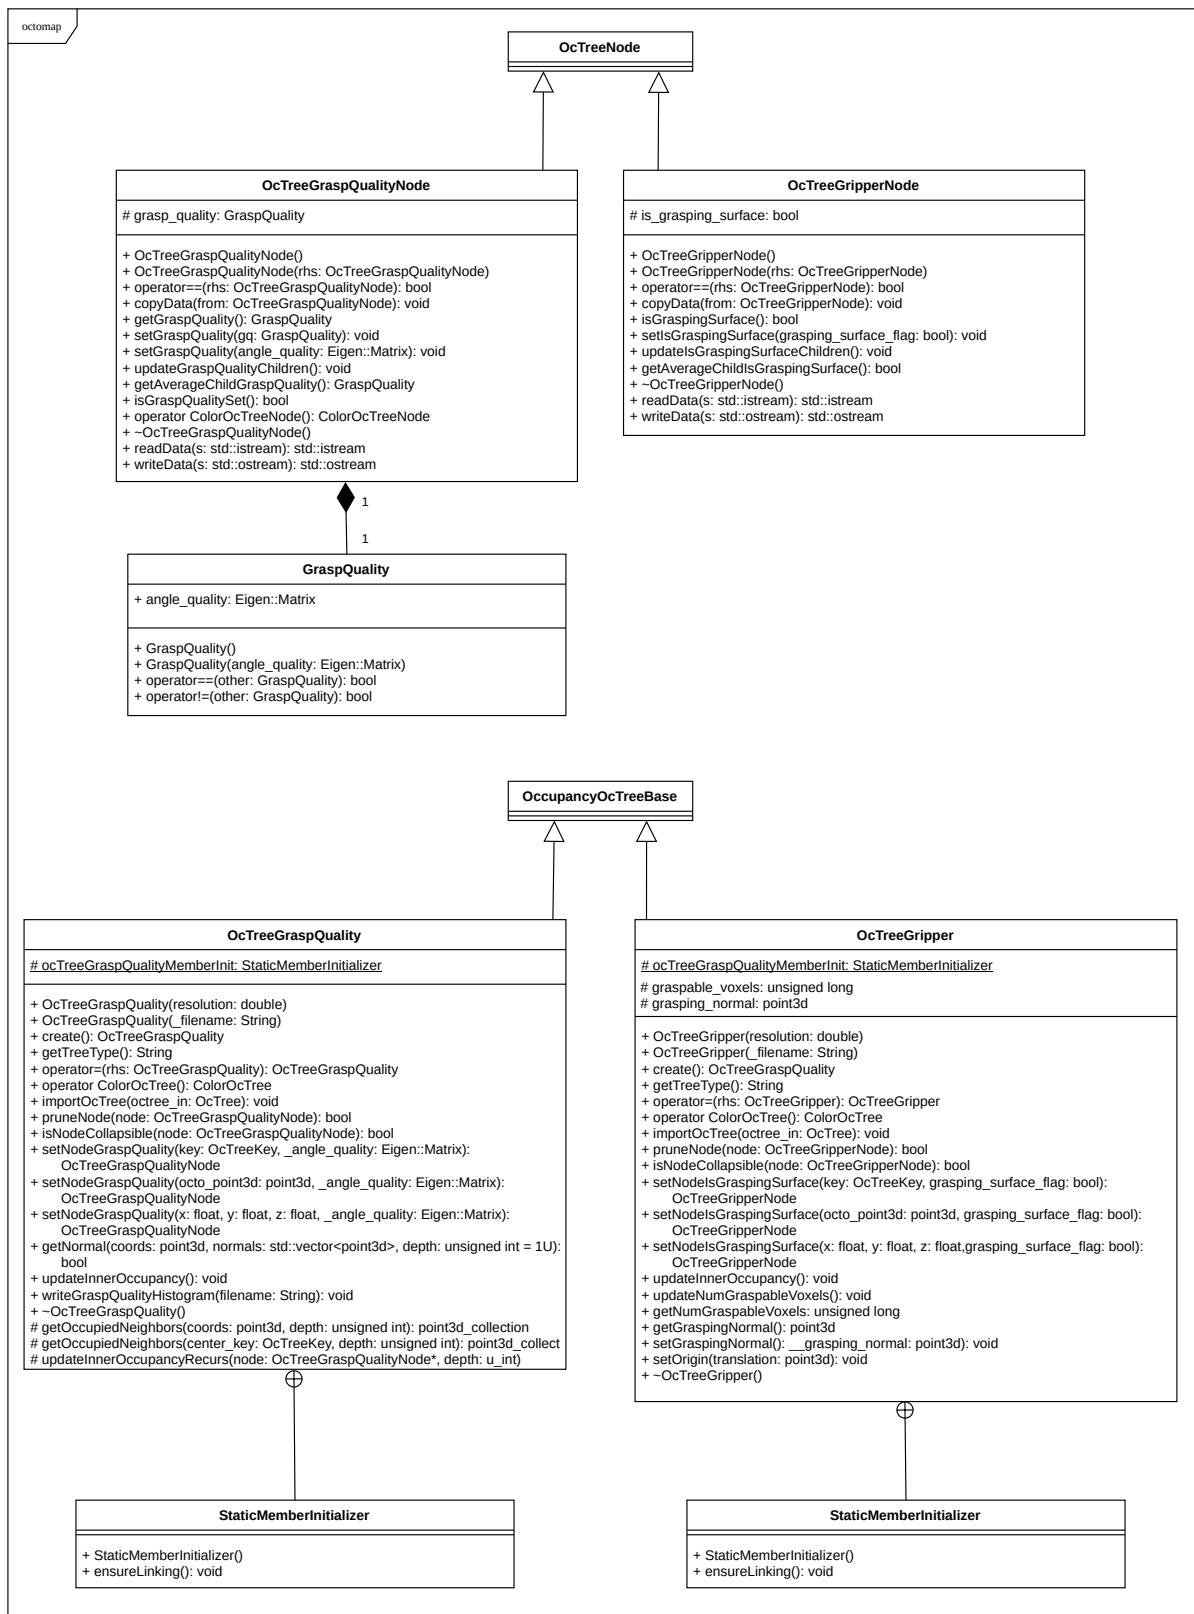 octomap
OcTreeNode
OcTreeGraspQualityNode
# grasp_quality: GraspQuality
+ OcTreeGraspQualityNode()
+ OcTreeGraspQualityNode(rhs: OcTreeGraspQualityNode)
+ operator==(rhs: OcTreeGraspQualityNode): bool
+ copyData(from: OcTreeGraspQualityNode): void
+ getGraspQuality(): GraspQuality
+ setGraspQuality(gq: GraspQuality): void
+ setGraspQuality(angle_quality: Eigen::Matrix): void
+ updateGraspQualityChildren(): void
+ getAverageChildGraspQuality(): GraspQuality
+ isGraspQualitySet(): bool
+ operator ColorOcTreeNode(): ColorOcTreeNode
+ ~OcTreeGraspQualityNode()
+ readData(s: std::istream): std::istream
+ writeData(s: std::ostream): std::ostream
OcTreeGripperNode
# is_grasping_surface: bool
+ OcTreeGripperNode()
+ OcTreeGripperNode(rhs: OcTreeGripperNode)
+ operator==(rhs: OcTreeGripperNode): bool
+ copyData(from: OcTreeGripperNode): void
+ isGraspingSurface(): bool
+ setIsGraspingSurface(grasping_surface_flag: bool): void
+ updateIsGraspingSurfaceChildren(): void
+ getAverageChildIsGraspingSurface(): bool
+ ~OcTreeGripperNode()
+ readData(s: std::istream): std::istream
+ writeData(s: std::ostream): std::ostream
1
1
GraspQuality
+ angle_quality: Eigen::Matrix
+ GraspQuality()
+ GraspQuality(angle_quality: Eigen::Matrix)
+ operator==(other: GraspQuality): bool
+ operator!=(other: GraspQuality): bool
OccupancyOcTreeBase
OcTreeGraspQuality
# ocTreeGraspQualityMemberInit: StaticMemberInitializer
+ OcTreeGraspQuality(resolution: double)
+ OcTreeGraspQuality(_filename: String)
+ create(): OcTreeGraspQuality
+ getTreeType(): String
+ operator=(rhs: OcTreeGraspQuality): OcTreeGraspQuality
+ operator ColorOcTree(): ColorOcTree
+ importOcTree(octree_in: OcTree): void
+ pruneNode(node: OcTreeGraspQualityNode): bool
+ isNodeCollapsible(node: OcTreeGraspQualityNode): bool
+ setNodeGraspQuality(key: OcTreeKey, _angle_quality: Eigen::Matrix):
OcTreeGraspQualityNode
+ setNodeGraspQuality(octo_point3d: point3d, _angle_quality: Eigen::Matrix):
OcTreeGraspQualityNode
+ setNodeGraspQuality(x: float, y: float, z: float, _angle_quality: Eigen::Matrix):
OcTreeGraspQualityNode
+ getNormal(coords: point3d, normals: std::vector<point3d>, depth: unsigned int = 1U):
bool
+ updateInnerOccupancy(): void
+ writeGraspQualityHistogram(filename: String): void
+ ~OcTreeGraspQuality()
# getOccupiedNeighbors(coords: point3d, depth: unsigned int): point3d_collection
# getOccupiedNeighbors(center_key: OcTreeKey, depth: unsigned int): point3d_collect
# updateInnerOccupancyRecurs(node: OcTreeGraspQualityNode*, depth: u_int)
OcTreeGripper
# ocTreeGraspQualityMemberInit: StaticMemberInitializer
# graspable_voxels: unsigned long
# grasping_normal: point3d
+ OcTreeGripper(resolution: double)
+ OcTreeGripper(_filename: String)
+ create(): OcTreeGraspQuality
+ getTreeType(): String
+ operator=(rhs: OcTreeGripper): OcTreeGripper
+ operator ColorOcTree(): ColorOcTree
+ importOcTree(octree_in: OcTree): void
+ pruneNode(node: OcTreeGripperNode): bool
+ isNodeCollapsible(node: OcTreeGripperNode): bool
+ setNodeIsGraspingSurface(key: OcTreeKey, grasping_surface_flag: bool):
OcTreeGripperNode
+ setNodeIsGraspingSurface(octo_point3d: point3d, grasping_surface_flag: bool):
OcTreeGripperNode
+ setNodeIsGraspingSurface(x: float, y: float, z: float,grasping_surface_flag: bool):
OcTreeGripperNode
+ updateInnerOccupancy(): void
+ updateNumGraspableVoxels(): void
+ getNumGraspableVoxels: unsigned long
+ getGraspingNormal(): point3d
+ setGraspingNormal(): __grasping_normal: point3d): void
+ setOrigin(translation: point3d): void
+ ~OcTreeGripper()
StaticMemberInitializer
+ StaticMemberInitializer()
+ ensureLinking(): void
StaticMemberInitializer
+ StaticMemberInitializer()
+ ensureLinking(): void